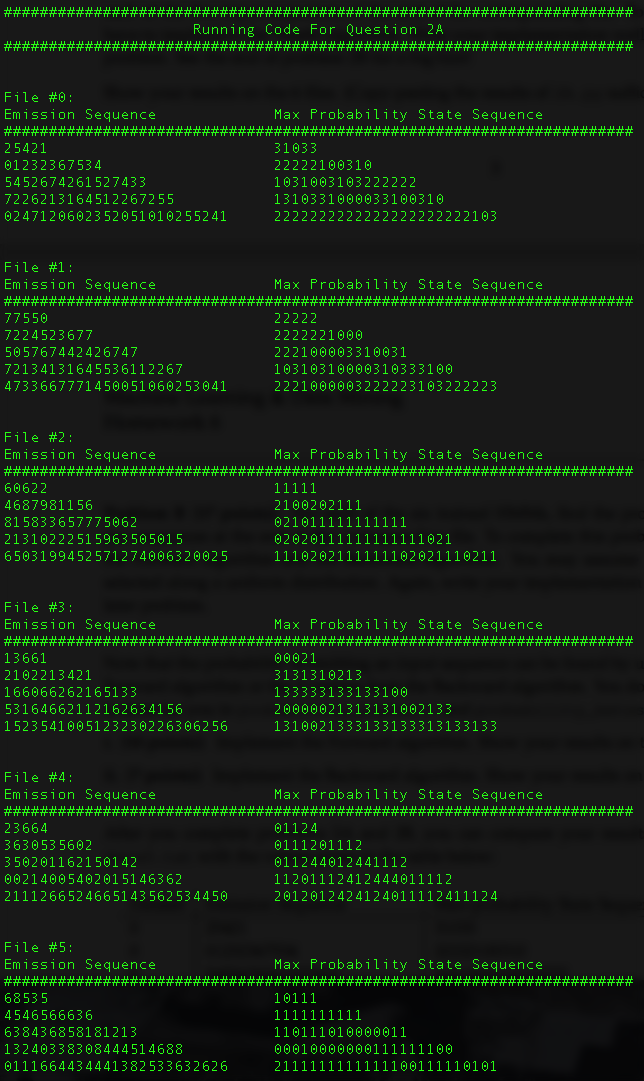 ######################################################################
Running Code For Question 2A
######################################################################
File #0:
Emission Sequence Max Probability State Sequence
######################################################################
25421 31033
01232367534 22222100310
5452674261527433 1031003103222222
7226213164512267255 1310331000033100310
0247120602352051010255241 2222222222222222222222103
File #1:
Emission Sequence Max Probability State Sequence
######################################################################
77550 22222
7224523677 2222221000
505767442426747 222100003310031
72134131645536112267 10310310000310333100
4733667771450051060253041 2221000003222223103222223
File #2:
Emission Sequence Max Probability State Sequence
######################################################################
60622 11111
4687981156 2100202111
815833657775062 021011111111111
21310222515963505015 02020111111111111021
6503199452571274006320025 1110202111111102021110211
File #3:
Emission Sequence Max Probability State Sequence
######################################################################
13661 00021
2102213421 3131310213
166066262165133 133333133133100
53164662112162634156 20000021313131002133
1523541005123230226306256 1310021333133133313133133
File #4:
Emission Sequence Max Probability State Sequence
######################################################################
23664 01124
3630535602 0111201112
350201162150142 011244012441112
00214005402015146362 11201112412444011112
2111266524665143562534450 2012012424124011112411124
File #5:
Emission Sequence Max Probability State Sequence
######################################################################
68535 10111
4546566636 1111111111
638436858181213 110111010000011
13240338308444514688 00010000000111111100
0111664434441382533632626 2111111111111100111110101